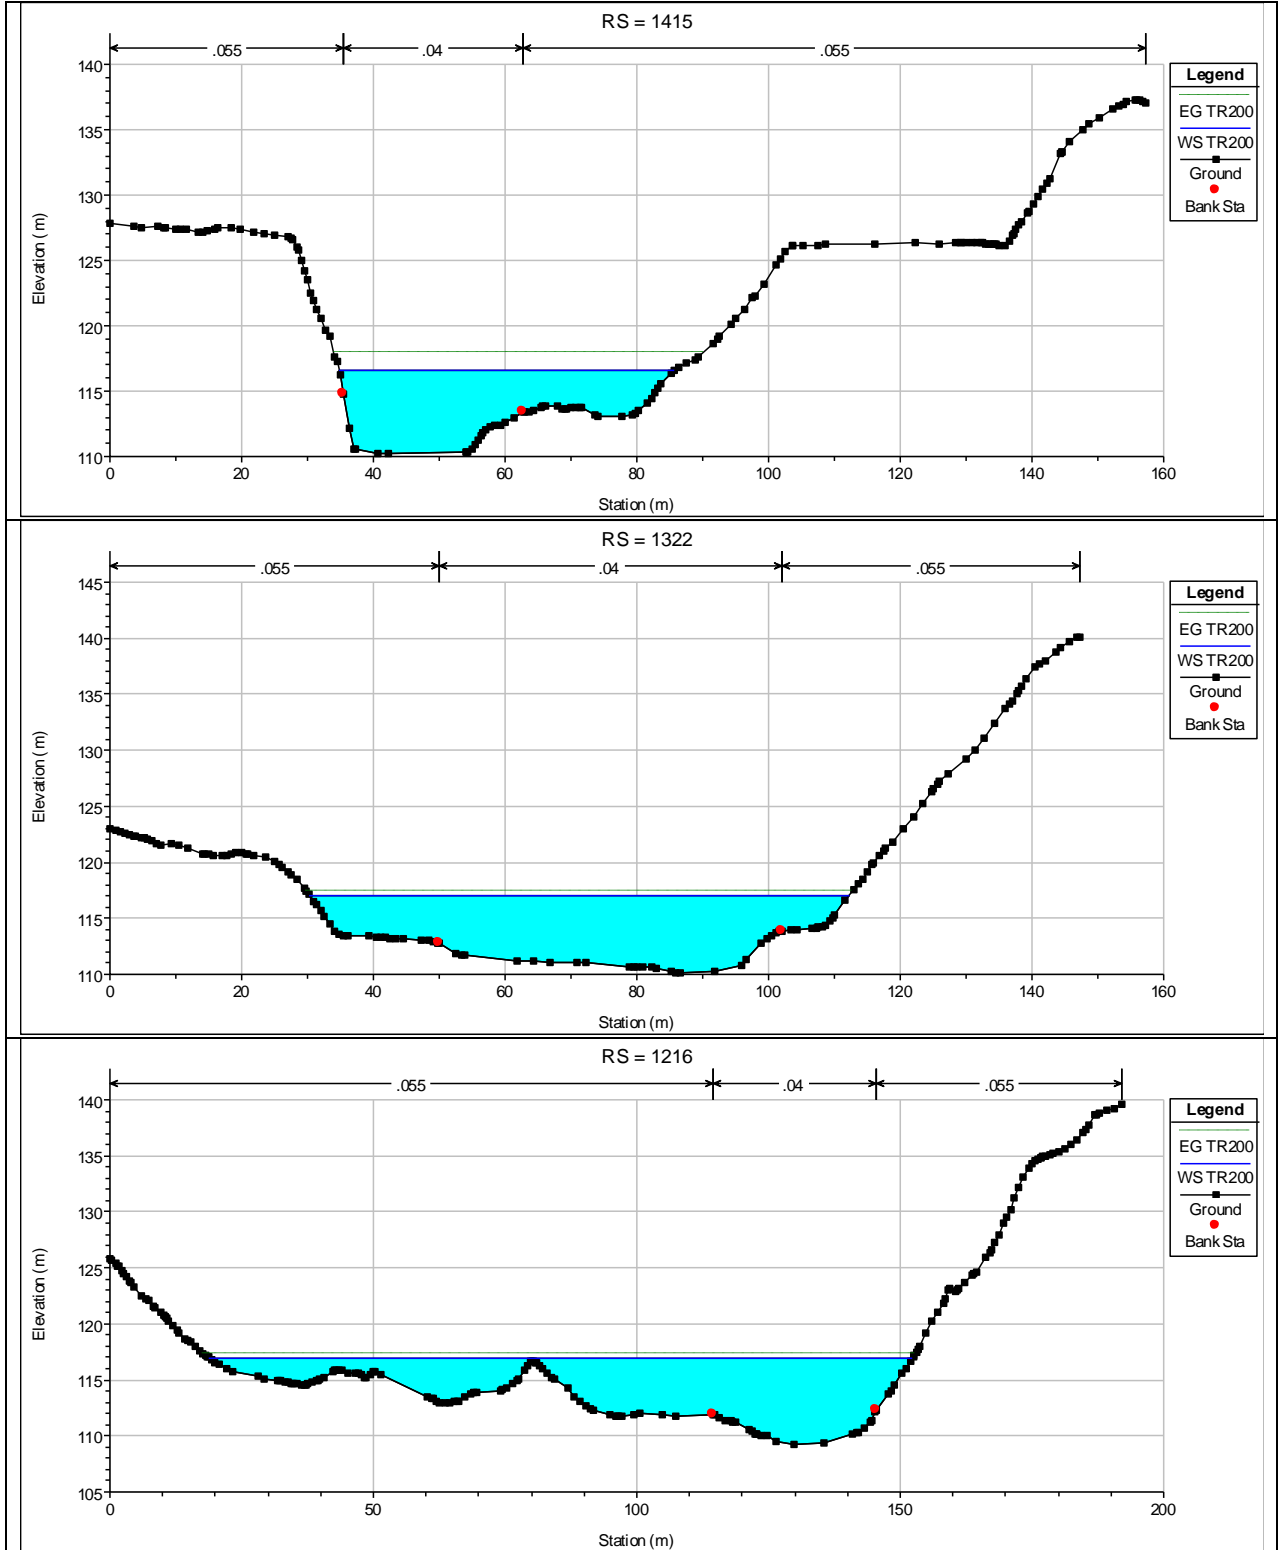 RS = 1415
.055 .04 .055
140
135
130
125
120
115
110
Elevation (m)
0 20 40 60 80 100 120 140 160
Station (m)
Legend
EG TR200
WS TR200
Ground
Bank Sta
RS = 1322
.055 .04 .055
145
140
135
130
125
120
115
110
Elevation (m)
0 20 40 60 80 100 120 140 160
Station (m)
Legend
EG TR200
WS TR200
Ground
Bank Sta
RS = 1216
.055 .04 .055
140
135
130
125
120
115
110
105
Elevation (m)
0 50 100 150 200
Station (m)
Legend
EG TR200
WS TR200
Ground
Bank Sta